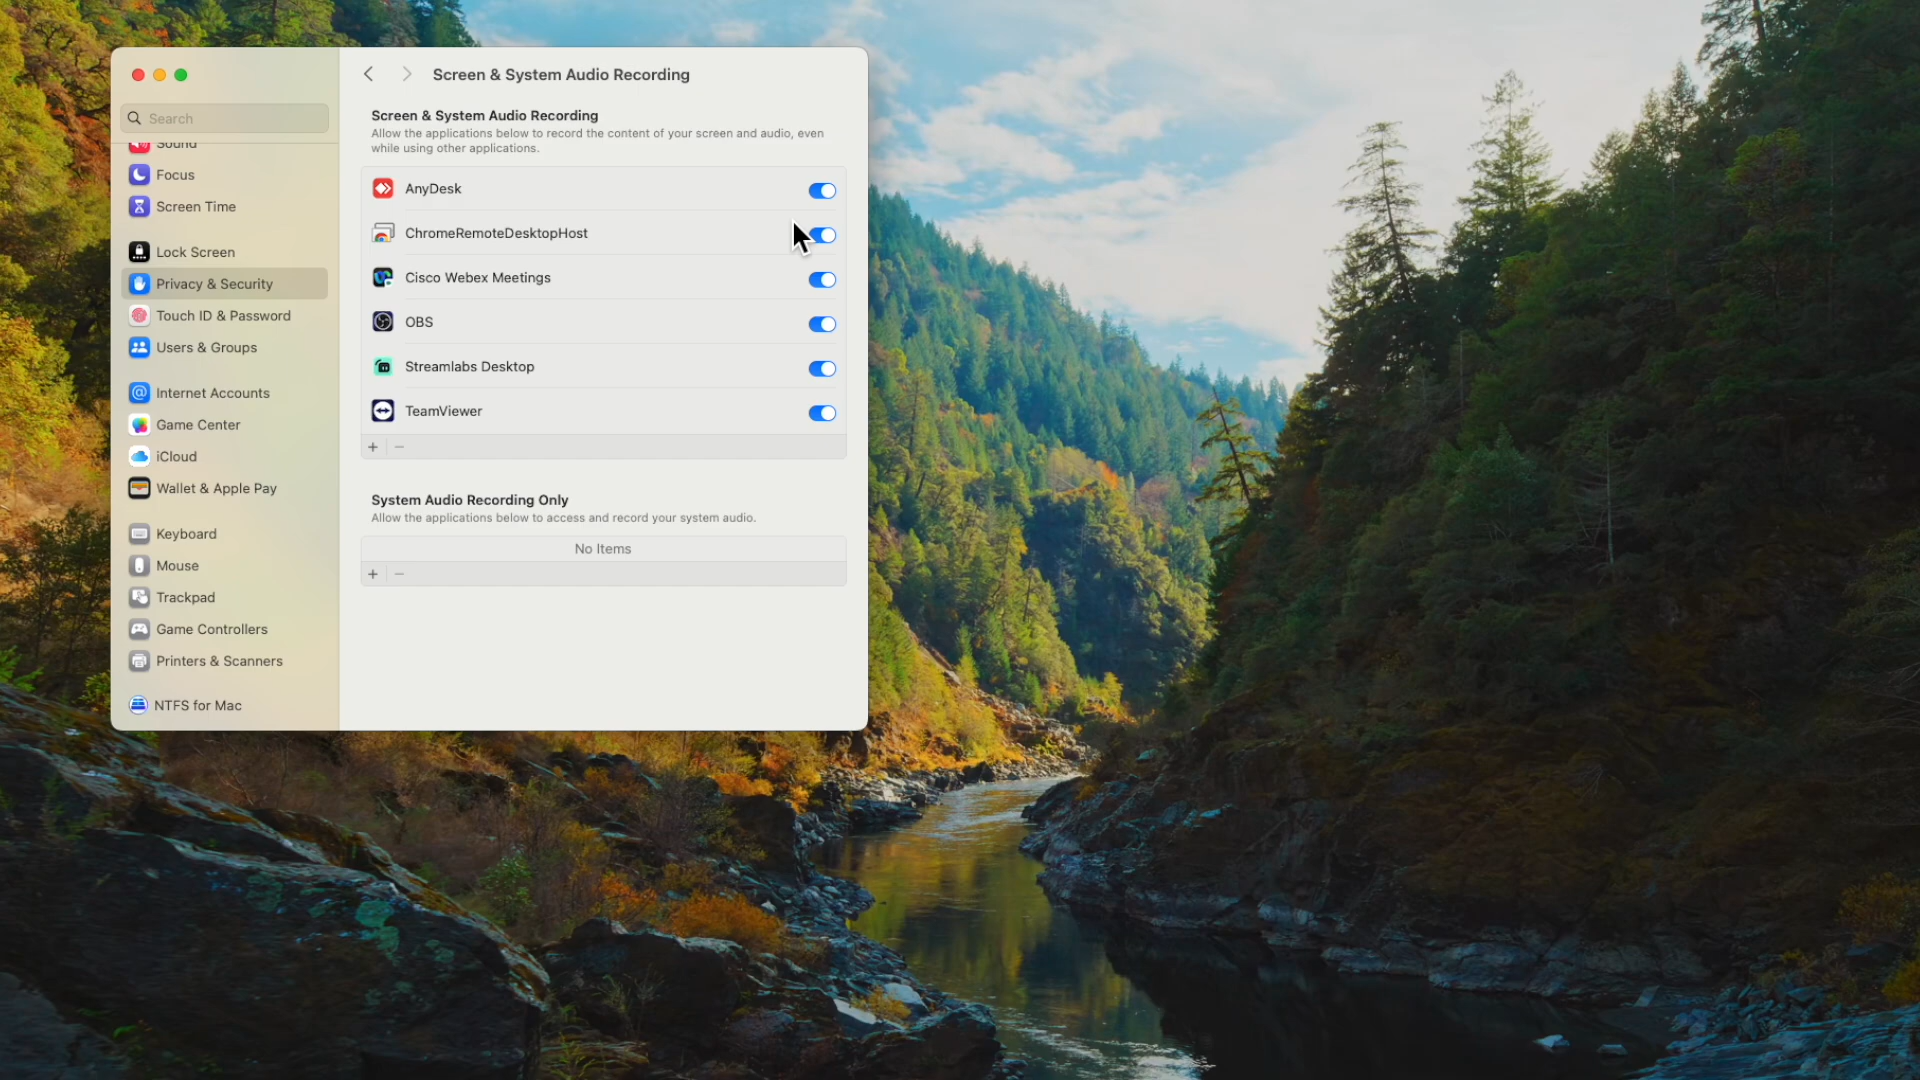 Screen & System Audio Recording
Search
Sound
Focus
Screen Time
Lock Screen
Privacy & Security
Touch ID & Password
Users & Groups
Internet Accounts
Game Center
iCloud
Wallet & Apple Pay
Keyboard
Mouse
Trackpad
Game Controllers
Printers & Scanners
NTFS for Mac
Screen & System Audio Recording
Allow the applications below to record the content of your screen and audio, even
while using other applications.
AnyDesk
ChromeRemoteDesktopHost
Cisco Webex Meetings
OBS
Streamlabs Desktop
TeamViewer
System Audio Recording Only
Allow the applications below to access and record your system audio.
No Items